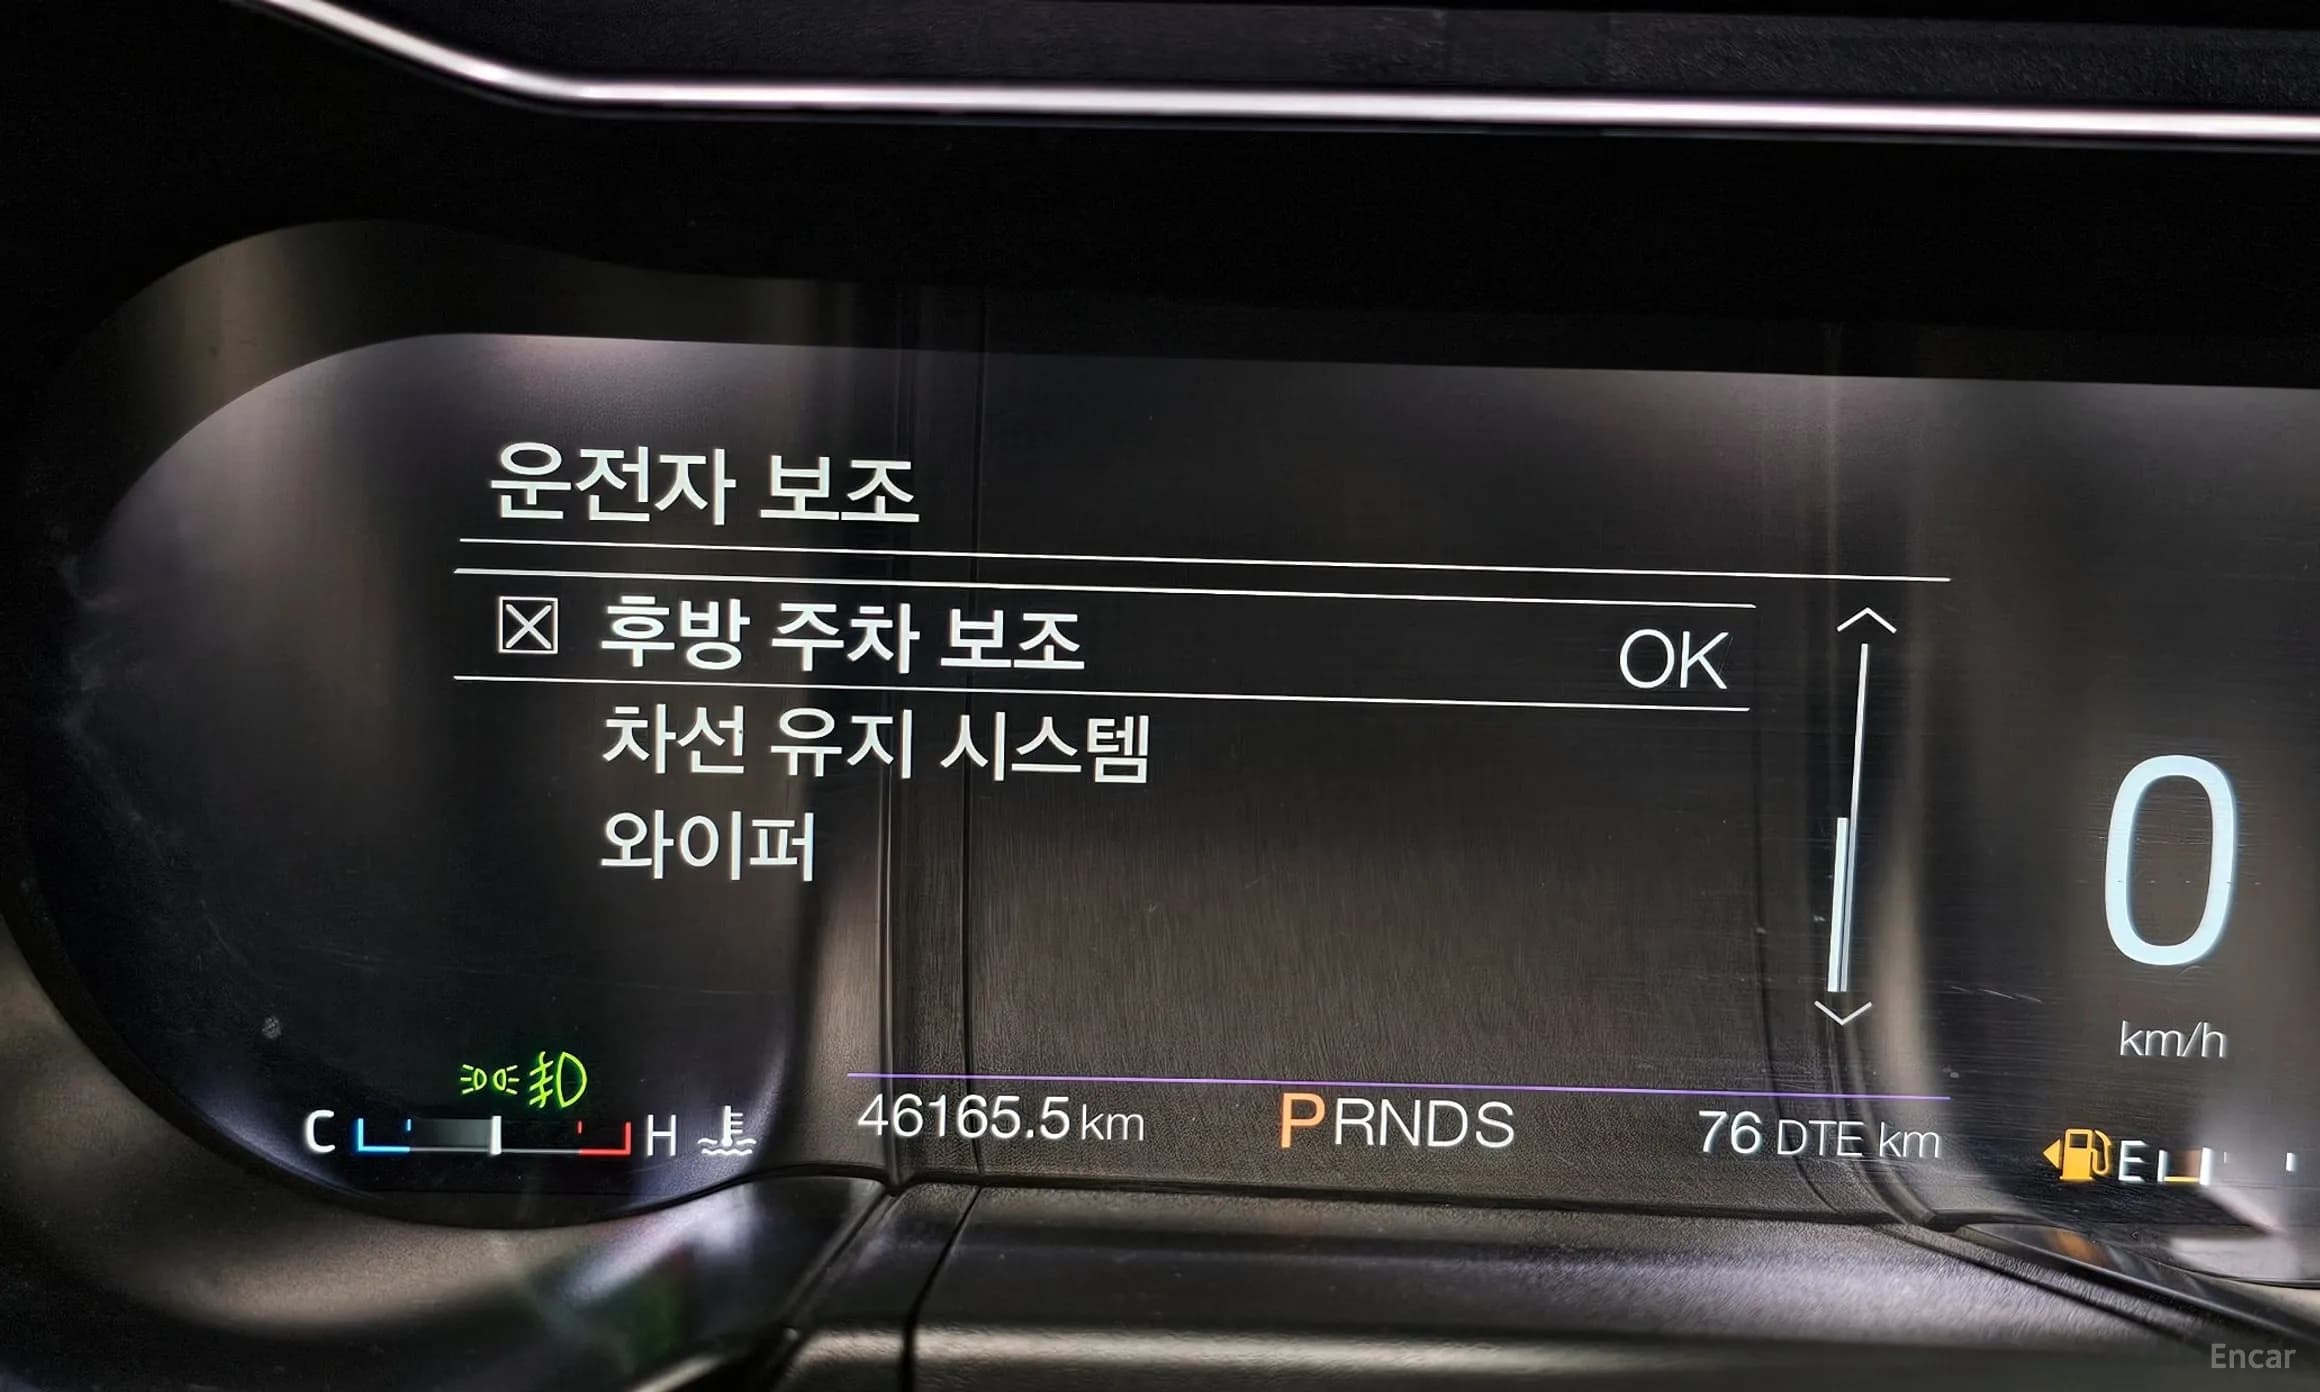 운전자 보조
후방 주차 보조 OK
차선 유지 시스템
와이퍼
0
km/h
C H
46165.5 km PRNDS 76 DTE km
E
Encar